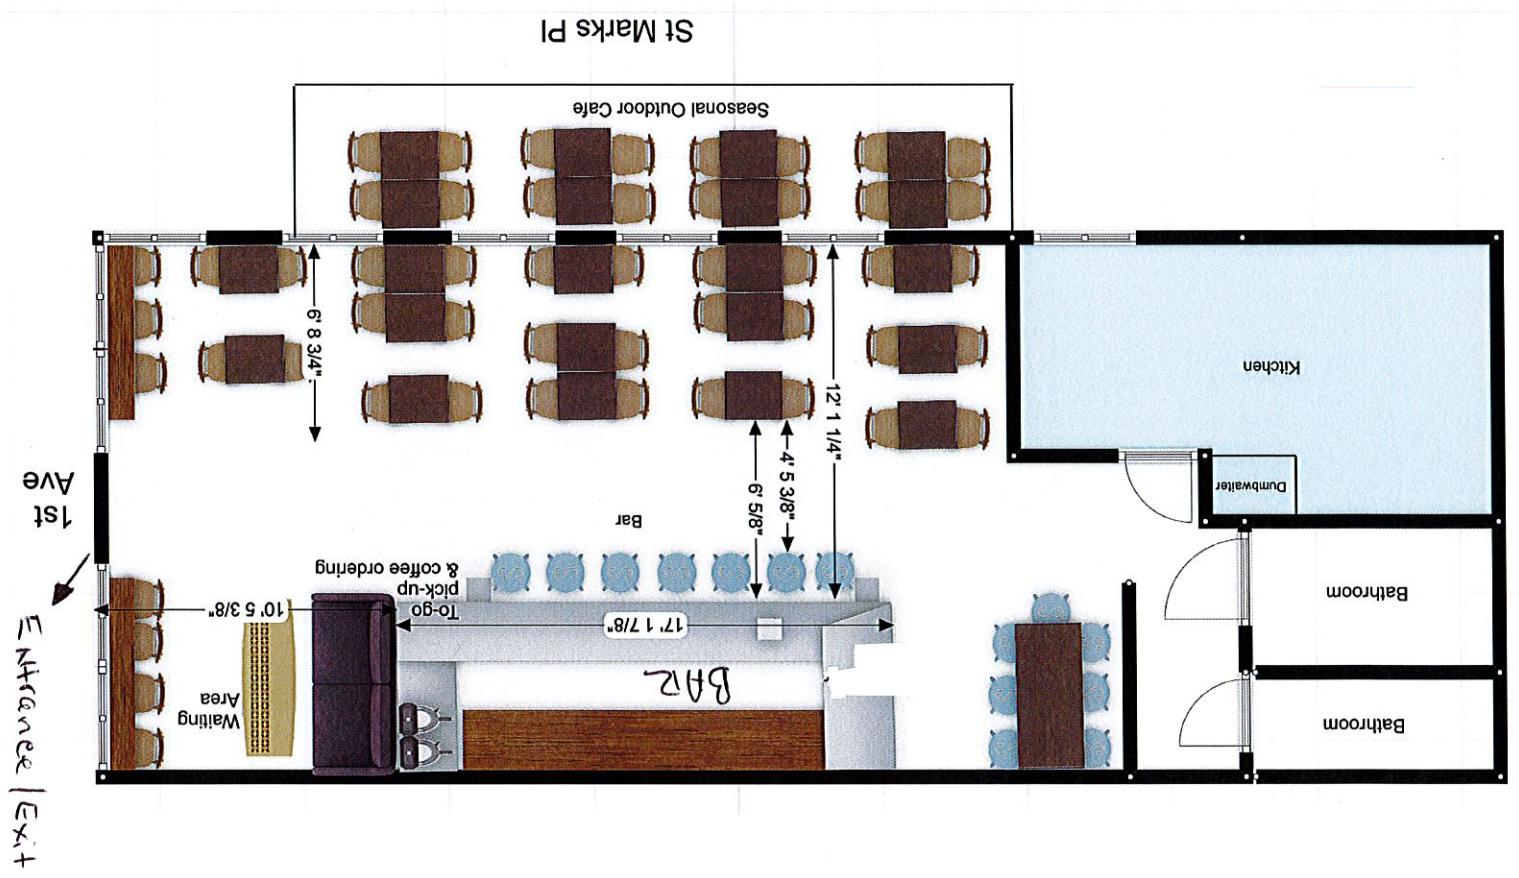 St Marks Pl
Seasonal Outdoor Cafe
6' 8 3/4"
12' 1 1/4"
4' 5 3/8"
6' 5/8"
Kitchen
Dumbwaiter
1st
Ave
Bar
To-go
pick-up
& coffee ordering
10' 5 3/8"
17' 1 7/8"
BAR
Waiting
Area
Bathroom
Bathroom
Entrance/Exit